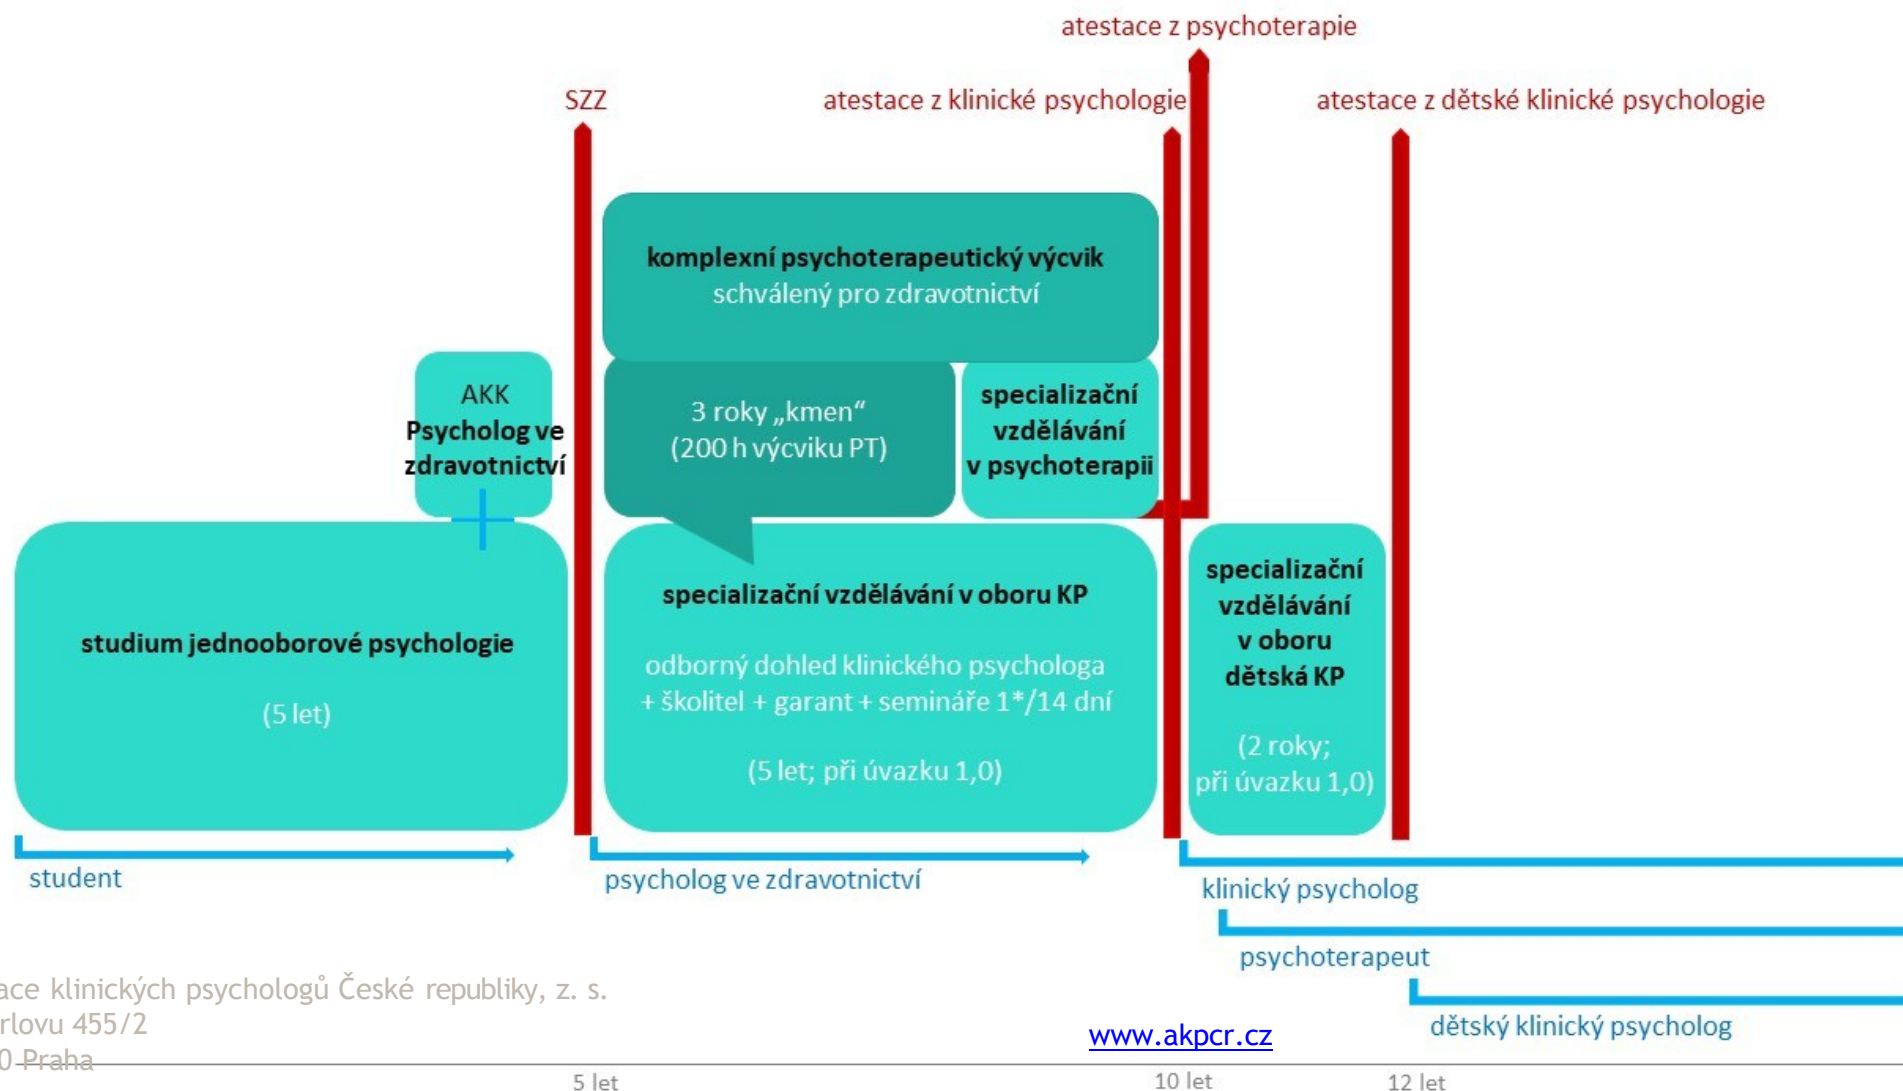 atestace z psychoterapie
SZZ
atestace z klinické psychologie
atestace z dětské klinické psychologie
komplexní psychoterapeutický výcvik
schválený pro zdravotnictví
AKK
Psycholog ve
zdravotnictví
3 roky „kmen“
(200 h výcviku PT)
specializační
vzdělávání
v psychoterapii
studium jednooborové psychologie
(5 let)
specializační vzdělávání v oboru KP
odborný dohled klinického psychologa
+ školitel + garant + semináře 1*/14 dní
(5 let; při úvazku 1,0)
specializační
vzdělávání
v oboru
dětská KP
(2 roky;
při úvazku 1,0)
student
psycholog ve zdravotnictví
klinický psycholog
psychoterapeut
dětský klinický psycholog
ace klinických psychologů České republiky, z. s.
rlovu 455/2
0 Praha
www.akpcr.cz
5 let
10 let
12 let